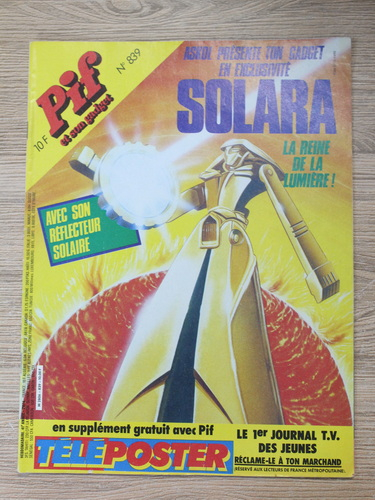 Pif
et son gadget
N° 839
10F
ASROI PRÉSENTE TON GADGET
EN EXCLUSIVITÉ
SOLARA
LA REINE
DE LA
LUMIÈRE !
AVEC SON
RÉFLECTEUR
SOLAIRE
en supplément gratuit avec Pif
TÉLÉPOSTER
LE 1er JOURNAL T.V.
DES JEUNES
RÉCLAME-LE À TON MARCHAND
RÉSERVÉ AUX LECTEURS DE FRANCE MÉTROPOLITAINE